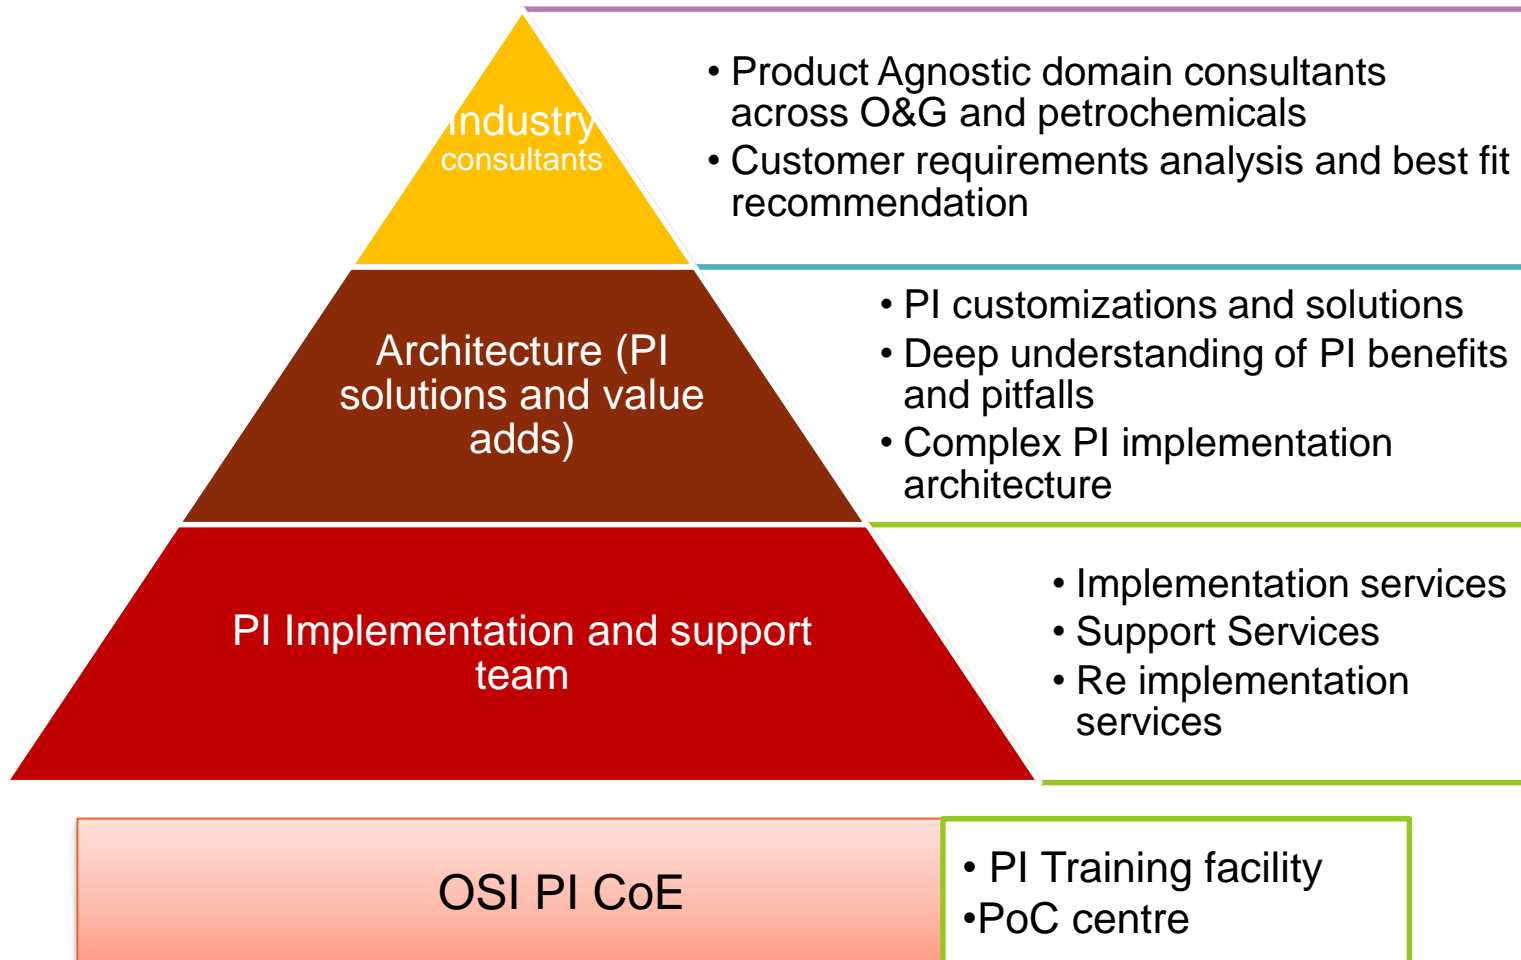 Industry
consultants
• Product Agnostic domain consultants
across O&G and petrochemicals
• Customer requirements analysis and best fit
recommendation
Architecture (PI
solutions and value
adds)
• PI customizations and solutions
• Deep understanding of PI benefits
and pitfalls
• Complex PI implementation
architecture
PI Implementation and support
team
• Implementation services
• Support Services
• Re implementation
services
OSI PI CoE
• PI Training facility
•PoC centre